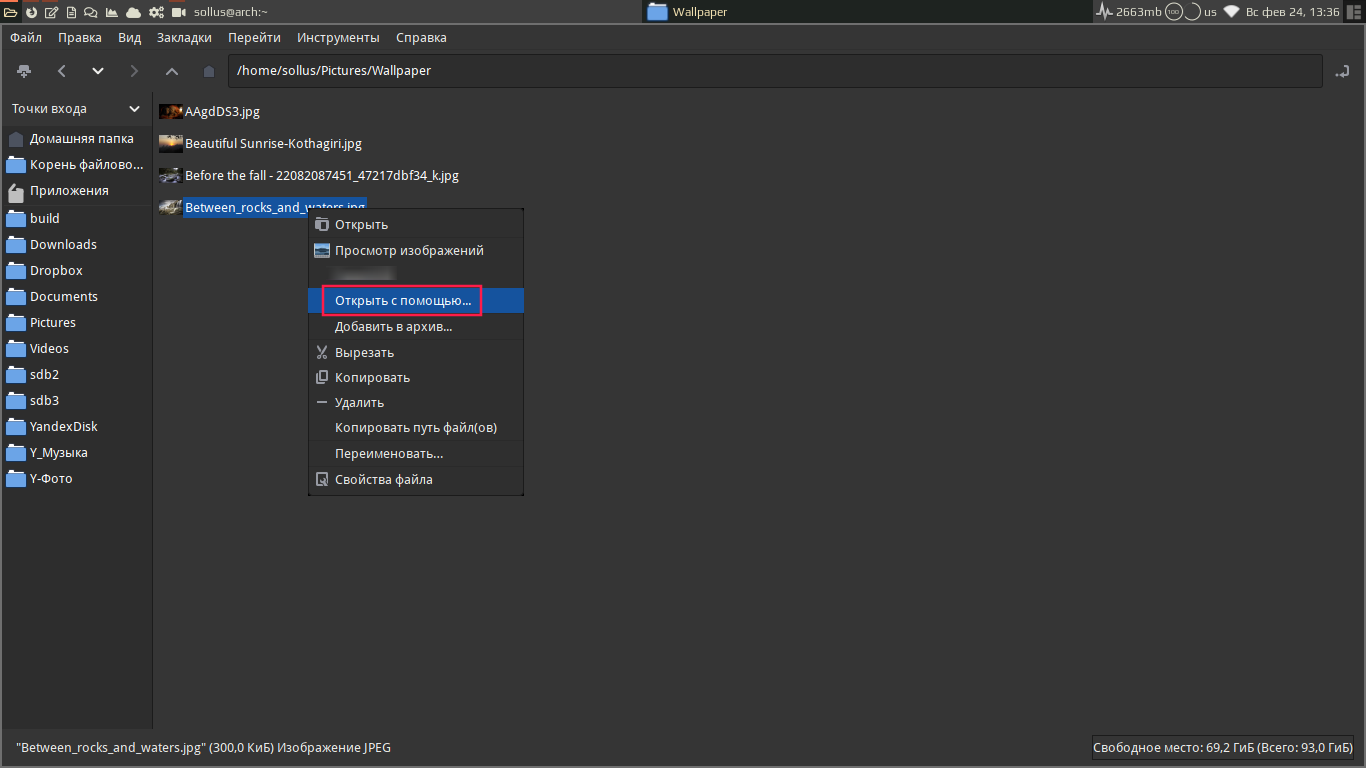 sollus@arch:~
Wallpaper
2663mb 100 us Вс фев 24, 13:36
Файл Правка Вид Закладки Перейти Инструменты Справка
/home/sollus/Pictures/Wallpaper
Точки входа
Домашняя папка
Корень файлово...
Приложения
build
Downloads
Dropbox
Documents
Pictures
Videos
sdb2
sdb3
YandexDisk
Y_Музыка
Y-Фото
AAgdDS3.jpg
Beautiful Sunrise-Kothagiri.jpg
Before the fall - 22082087451_47217dbf34_k.jpg
Between_rocks_and_waters.jpg
Открыть
Просмотр изображений
Открыть с помощью...
Добавить в архив...
Вырезать
Копировать
Удалить
Копировать путь файл(ов)
Переименовать...
Свойства файла
"Between_rocks_and_waters.jpg" (300,0 КиБ) Изображение JPEG
Свободное место: 69,2 ГиБ (Всего: 93,0 ГиБ)